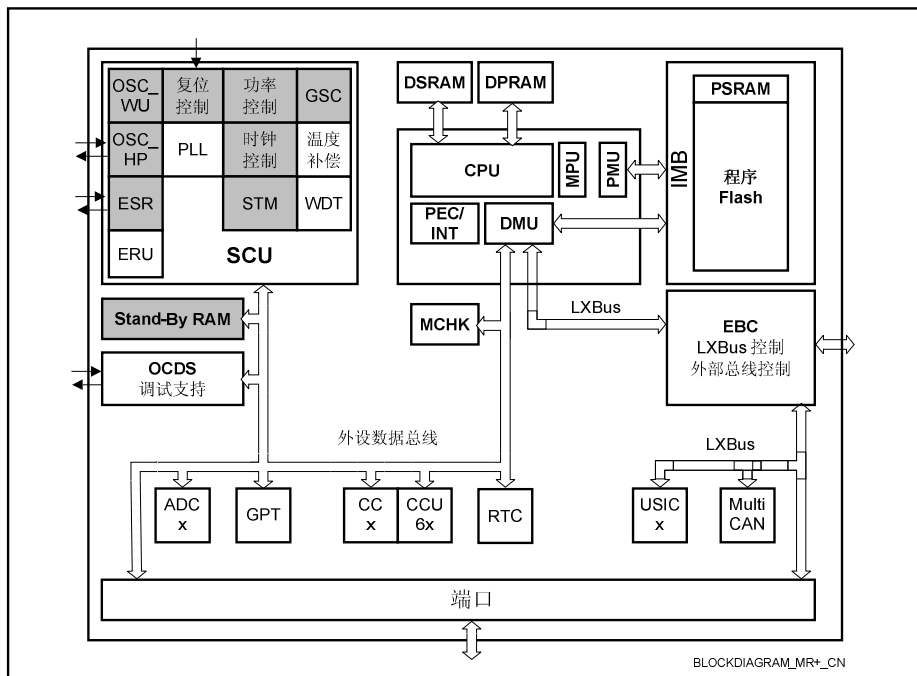 OSC_
WU
复位
控制
功率
控制
GSC
OSC_
HP
PLL
时钟
控制
温度
补偿
ESR
STM
WDT
ERU
SCU
DSRAM
DPRAM
CPU
MPU
PMU
PEC/
INT
DMU
IMB
PSRAM
程序
Flash
Stand-By RAM
MCHK
LXBus
EBC
LXBus 控制
外部总线控制
OCDS
调试支持
外设数据总线
LXBus
ADC
x
GPT
CC
x
CCU
6x
RTC
USIC
x
Multi
CAN
端口
BLOCKDIAGRAM_MR+_CN